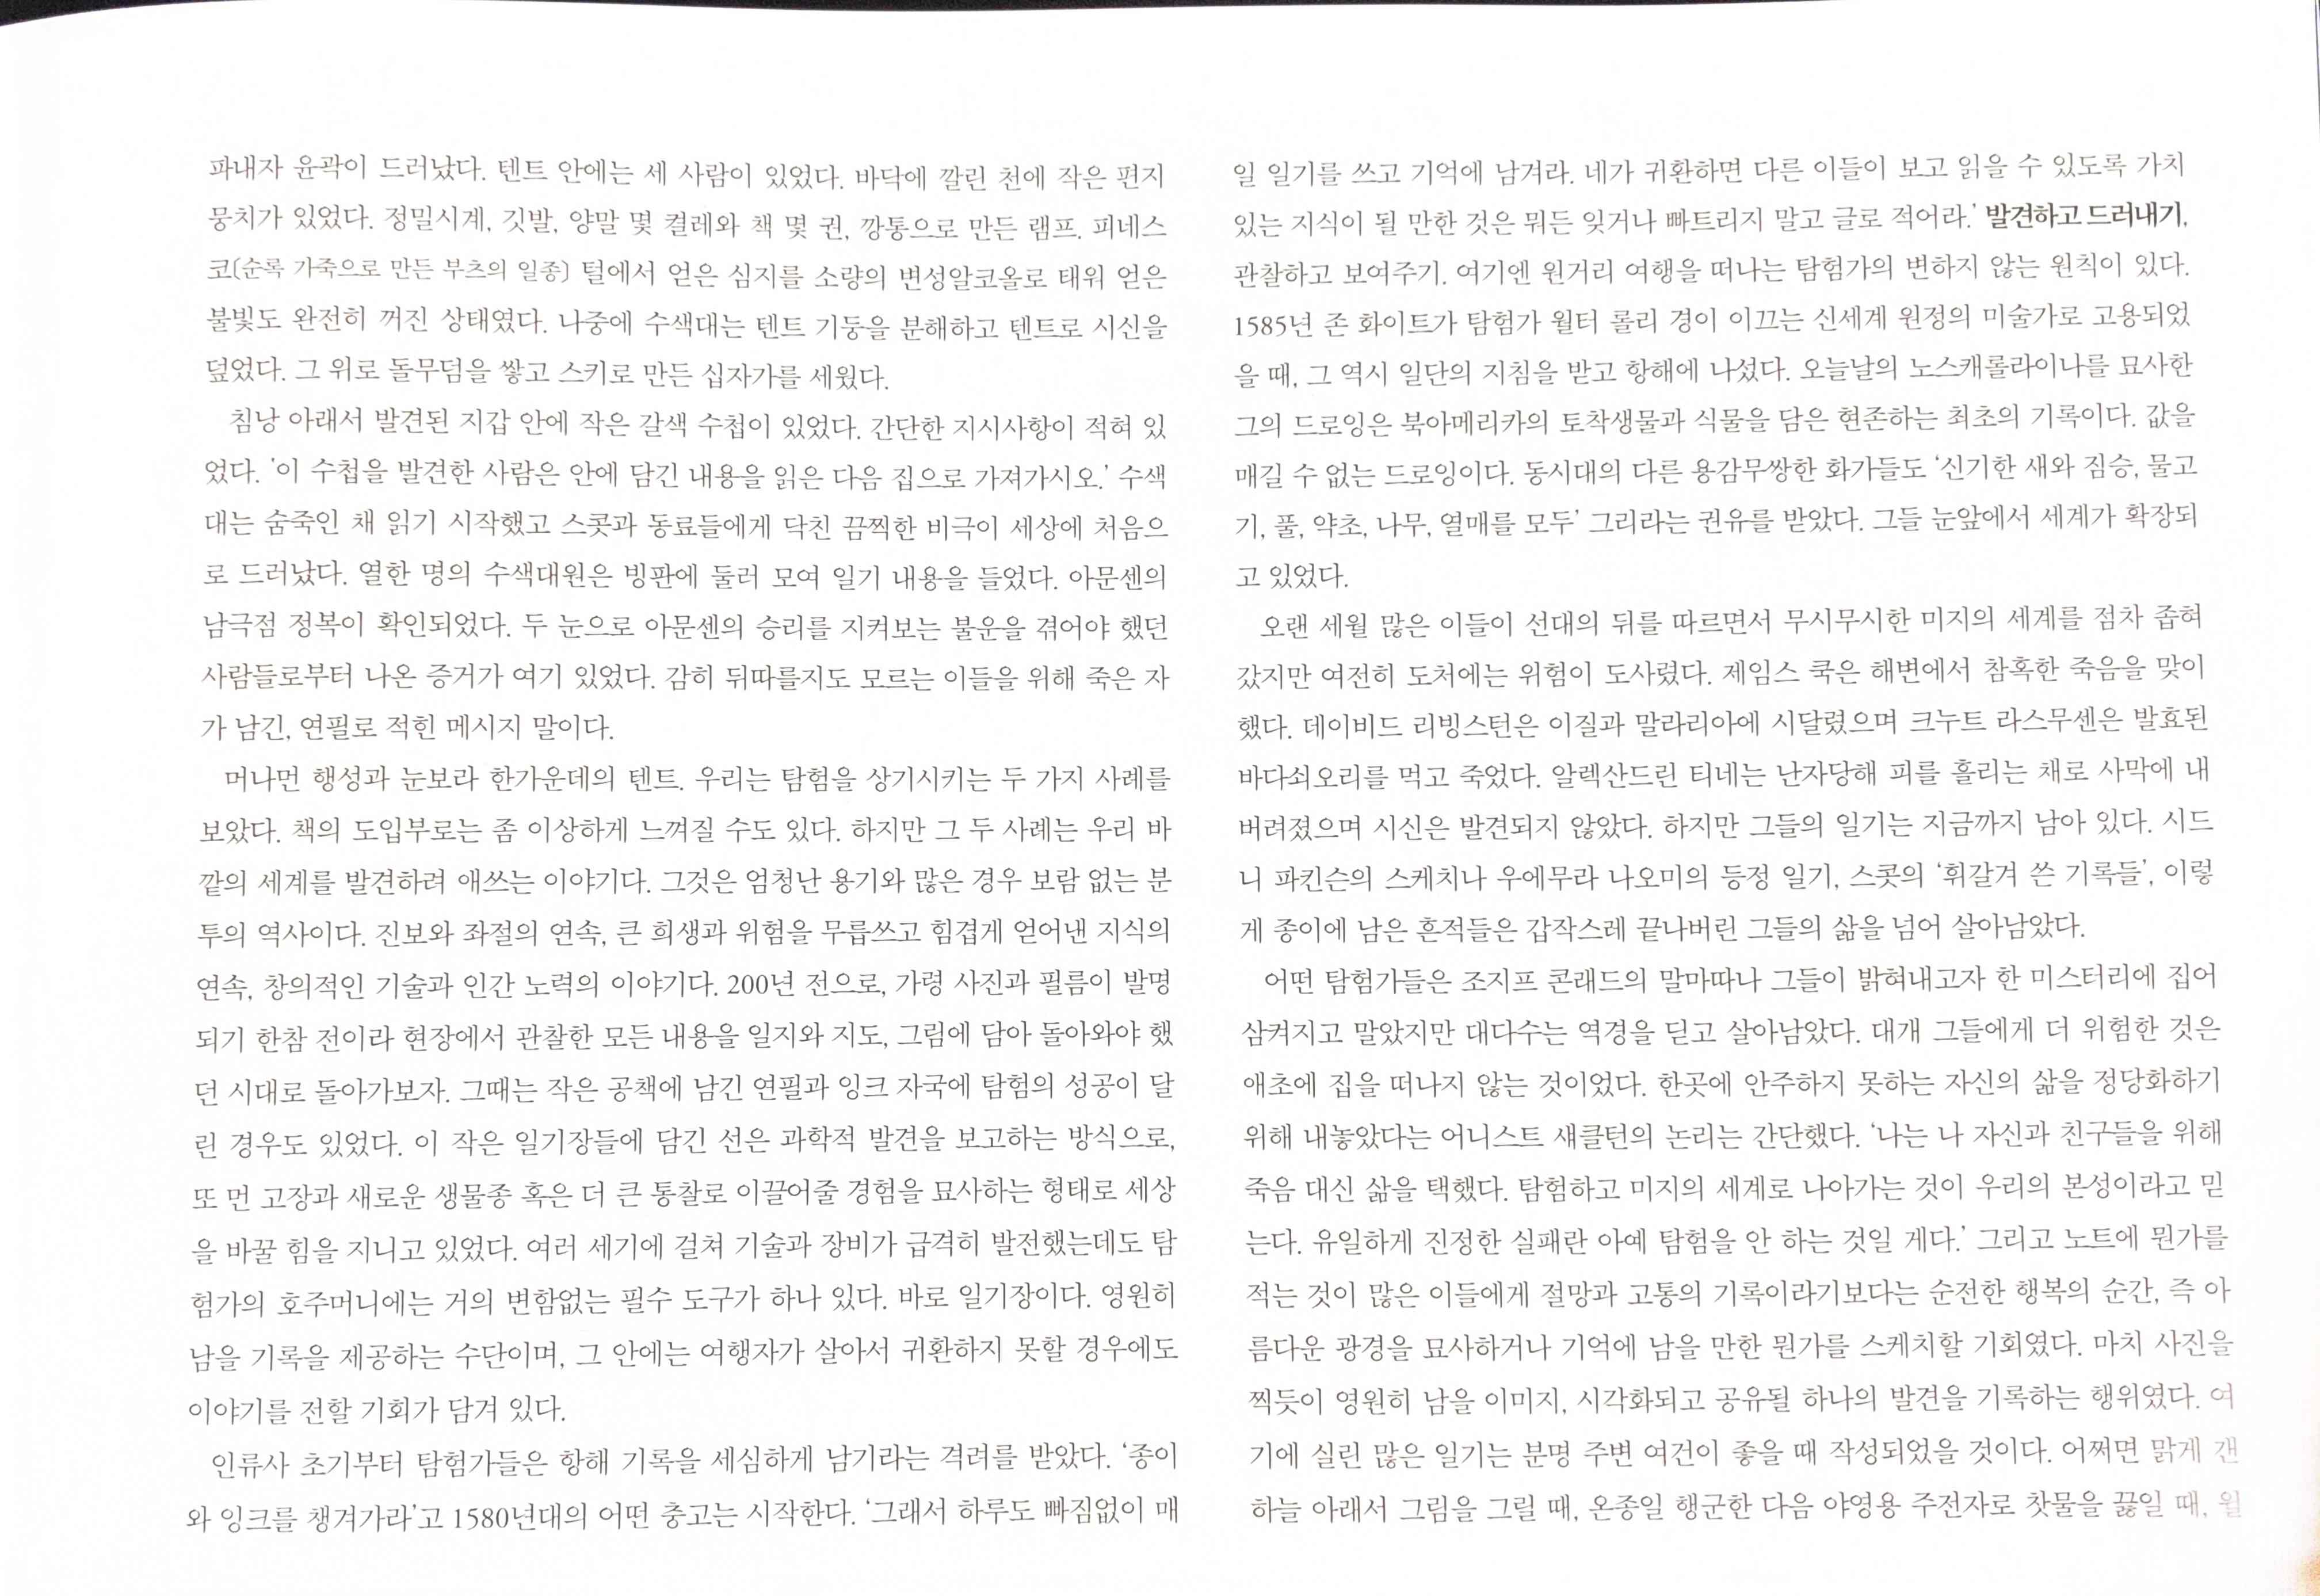 파내자 윤곽이 드러났다. 텐트 안에는 세 사람이 있었다. 바닥에 깔린 천에 작은 편지
뭉치가 있었다. 정밀시계, 깃발, 양말 몇 켤레와 책 몇 권, 깡통으로 만든 램프. 피네스
코(순록 가죽으로 만든 부츠의 일종) 털에서 얻은 심지를 소량의 변성알코올로 태워 얻은
불빛도 완전히 꺼진 상태였다. 나중에 수색대는 텐트 기둥을 분해하고 텐트로 시신을
덮었다. 그 위로 돌무덤을 쌓고 스키로 만든 십자가를 세웠다.
침낭 아래서 발견된 지갑 안에 작은 갈색 수첩이 있었다. 간단한 지시사항이 적혀 있
었다. '이 수첩을 발견한 사람은 안에 담긴 내용을 읽은 다음 집으로 가져가시오.' 수색
대는 숨죽인 채 읽기 시작했고 스콧과 동료들에게 닥친 끔찍한 비극이 세상에 처음으
로 드러났다. 열한 명의 수색대원은 빙판에 둘러 모여 일기 내용을 들었다. 아문센의
남극점 정복이 확인되었다. 두 눈으로 아문센의 승리를 지켜보는 불운을 겪어야 했던
사람들로부터 나온 증거가 여기 있었다. 감히 뒤따를지도 모르는 이들을 위해 죽은 자
가 남긴, 연필로 적힌 메시지 말이다.
머나먼 행성과 눈보라 한가운데의 텐트. 우리는 탐험을 상기시키는 두 가지 사례를
보았다. 책의 도입부로는 좀 이상하게 느껴질 수도 있다. 하지만 그 두 사례는 우리 바
깥의 세계를 발견하려 애쓰는 이야기다. 그것은 엄청난 용기와 많은 경우 보람 없는 분
투의 역사이다. 진보와 좌절의 연속, 큰 희생과 위험을 무릅쓰고 힘겹게 얻어낸 지식의
연속, 창의적인 기술과 인간 노력의 이야기다. 200년 전으로, 가령 사진과 필름이 발명
되기 한참 전이라 현장에서 관찰한 모든 내용을 일지와 지도, 그림에 담아 돌아와야 했
던 시대로 돌아가보자. 그때는 작은 공책에 남긴 연필과 잉크 자국에 탐험의 성공이 달
린 경우도 있었다. 이 작은 일기장들에 담긴 선은 과학적 발견을 보고하는 방식으로,
또 먼 고장과 새로운 생물종 혹은 더 큰 통찰로 이끌어줄 경험을 묘사하는 형태로 세상
을 바꿀 힘을 지니고 있었다. 여러 세기에 걸쳐 기술과 장비가 급격히 발전했는데도 탐
험가의 호주머니에는 거의 변함없는 필수 도구가 하나 있다. 바로 일기장이다. 영원히
남을 기록을 제공하는 수단이며, 그 안에는 여행자가 살아서 귀환하지 못할 경우에도
이야기를 전할 기회가 담겨 있다.
인류사 초기부터 탐험가들은 항해 기록을 세심하게 남기라는 격려를 받았다. '종이
와 잉크를 챙겨가라'고 1580년대의 어떤 충고는 시작한다. '그래서 하루도 빠짐없이 매
일 일기를 쓰고 기억에 남겨라. 네가 귀환하면 다른 이들이 보고 읽을 수 있도록 가치
있는 지식이 될 만한 것은 뭐든 잊거나 빠트리지 말고 글로 적어라.' 발견하고 드러내기,
관찰하고 보여주기. 여기엔 원거리 여행을 떠나는 탐험가의 변하지 않는 원칙이 있다.
1585년 존 화이트가 탐험가 월터 롤리 경이 이끄는 신세계 원정의 미술가로 고용되었
을 때, 그 역시 일단의 지침을 받고 항해에 나섰다. 오늘날의 노스캐롤라이나를 묘사한
그의 드로잉은 북아메리카의 토착생물과 식물을 담은 현존하는 최초의 기록이다. 값을
매길 수 없는 드로잉이다. 동시대의 다른 용감무쌍한 화가들도 '신기한 새와 짐승, 물고
기, 풀, 약초, 나무, 열매를 모두' 그리라는 권유를 받았다. 그들 눈앞에서 세계가 확장되
고 있었다.
오랜 세월 많은 이들이 선대의 뒤를 따르면서 무시무시한 미지의 세계를 점차 좁혀
갔지만 여전히 도처에는 위험이 도사렸다. 제임스 쿡은 해변에서 참혹한 죽음을 맞이
했다. 데이비드 리빙스턴은 이질과 말라리아에 시달렸으며 크누트 라스무센은 발효된
바다쇠오리를 먹고 죽었다. 알렉산드린 티네는 난자당해 피를 흘리는 채로 사막에 내
버려졌으며 시신은 발견되지 않았다. 하지만 그들의 일기는 지금까지 남아 있다. 시드
니 파킨슨의 스케치나 우에무라 나오미의 등정 일기, 스콧의 '휘갈겨 쓴 기록들', 이렇
게 종이에 남은 흔적들은 갑작스레 끝나버린 그들의 삶을 넘어 살아남았다.
어떤 탐험가들은 조지프 콘래드의 말마따나 그들이 밝혀내고자 한 미스터리에 집어
삼켜지고 말았지만 대다수는 역경을 딛고 살아남았다. 대개 그들에게 더 위험한 것은
애초에 집을 떠나지 않는 것이었다. 한곳에 안주하지 못하는 자신의 삶을 정당화하기
위해 내놓았다는 어니스트 섀클턴의 논리는 간단했다. '나는 나 자신과 친구들을 위해
죽음 대신 삶을 택했다. 탐험하고 미지의 세계로 나아가는 것이 우리의 본성이라고 믿
는다. 유일하게 진정한 실패란 아예 탐험을 안 하는 것일 게다.' 그리고 노트에 뭔가를
적는 것이 많은 이들에게 절망과 고통의 기록이라기보다는 순전한 행복의 순간, 즉 아
름다운 광경을 묘사하거나 기억에 남을 만한 뭔가를 스케치할 기회였다. 마치 사진을
찍듯이 영원히 남을 이미지, 시각화되고 공유될 하나의 발견을 기록하는 행위였다. 여
기에 실린 많은 일기는 분명 주변 여건이 좋을 때 작성되었을 것이다. 어쩌면 맑게 갠
하늘 아래서 그림을 그릴 때, 온종일 행군한 다음 야영용 주전자로 찻물을 끓일 때, 윌